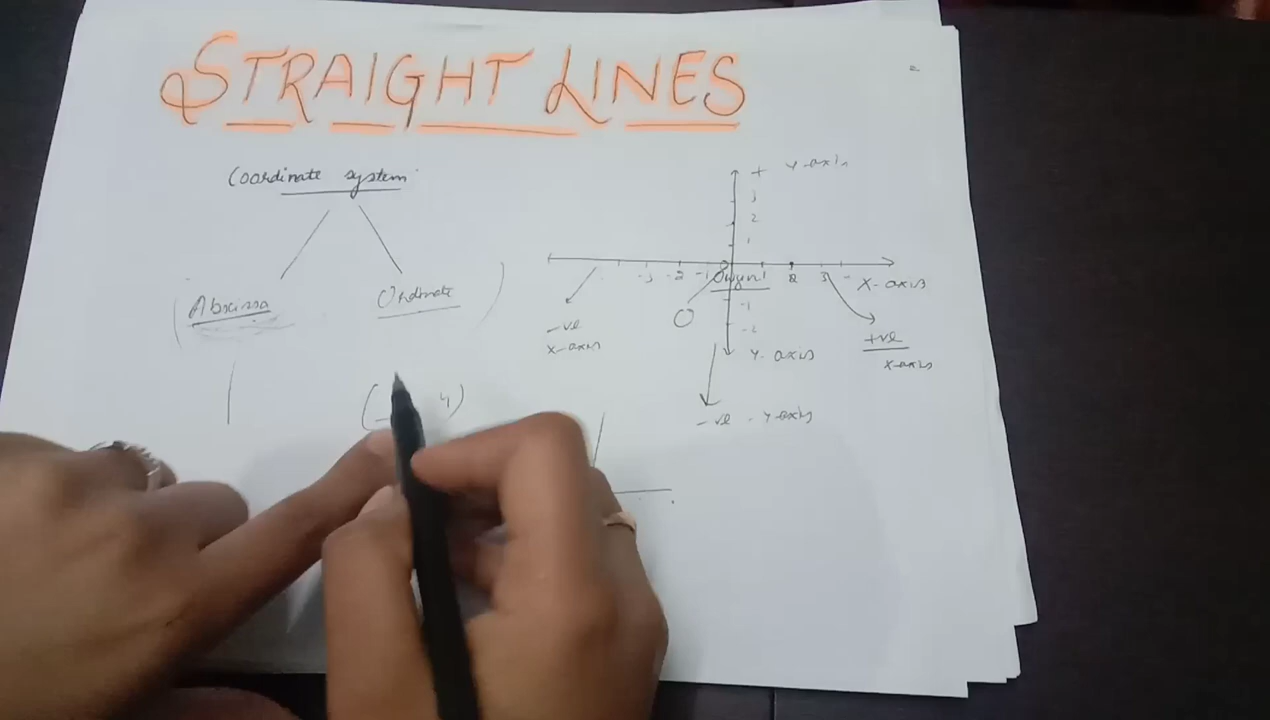 STRAIGHT LINES
Coordinate system
(Abscissa Ordinate)
( 4)
+ Y-axis
3
2
1
-3 -2 -1 Origin 1 2 3 X-axis
O
-1
-2
-ve
X-axis
Y-axis
+ve
X-axis
-ve - Y-axis